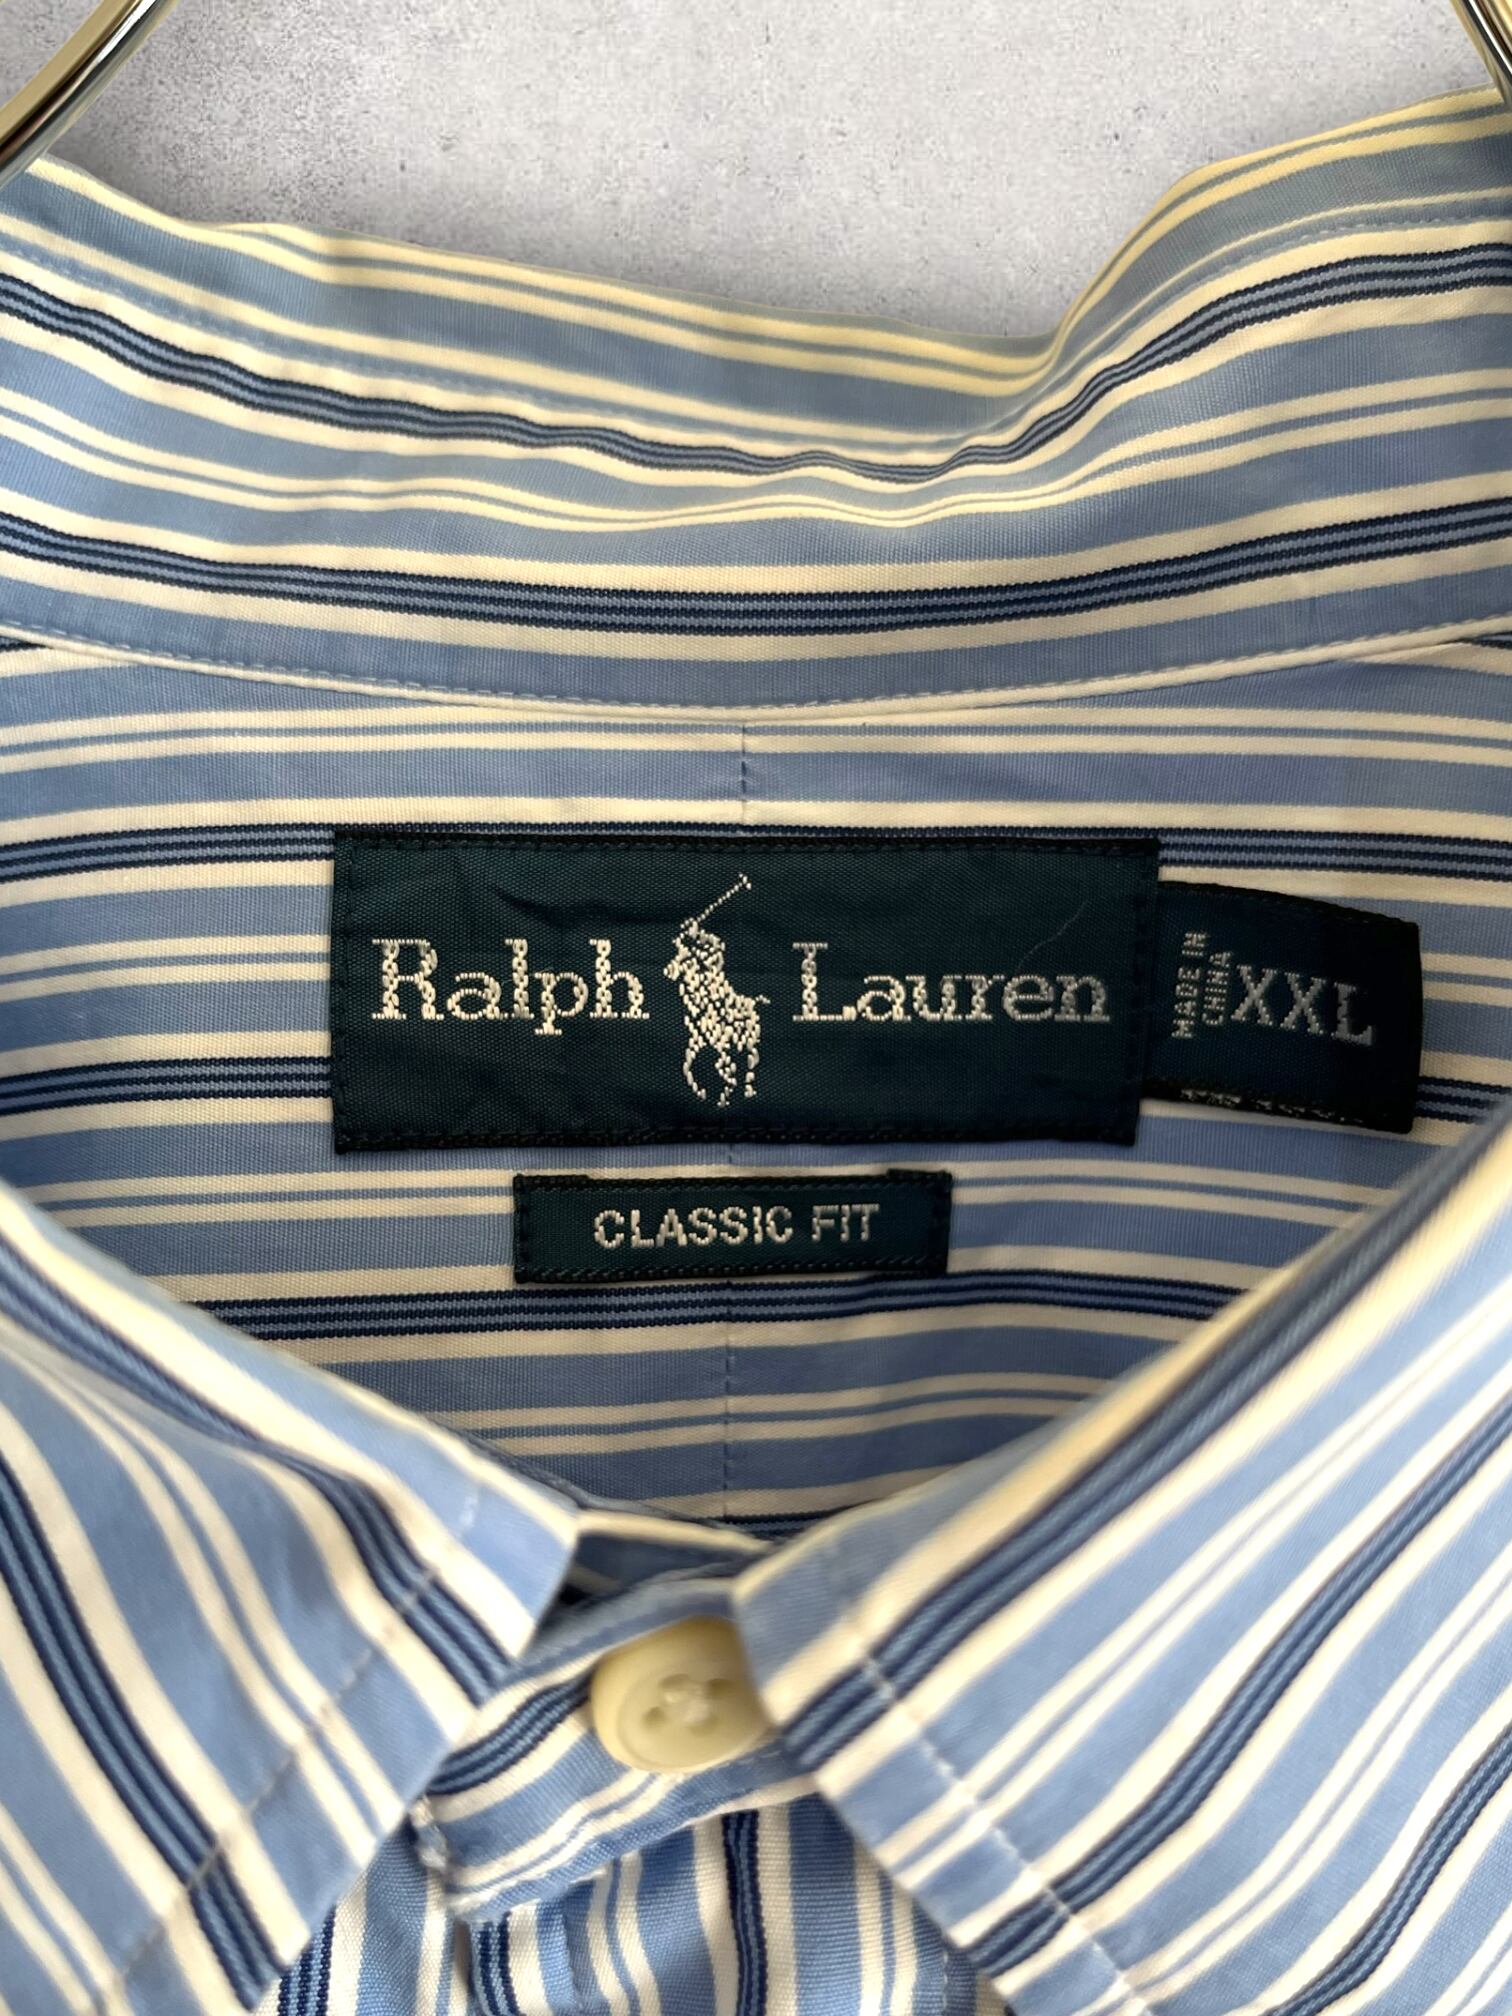 Ralph Lauren
MADE IN
CHINA
XXL
CLASSIC FIT